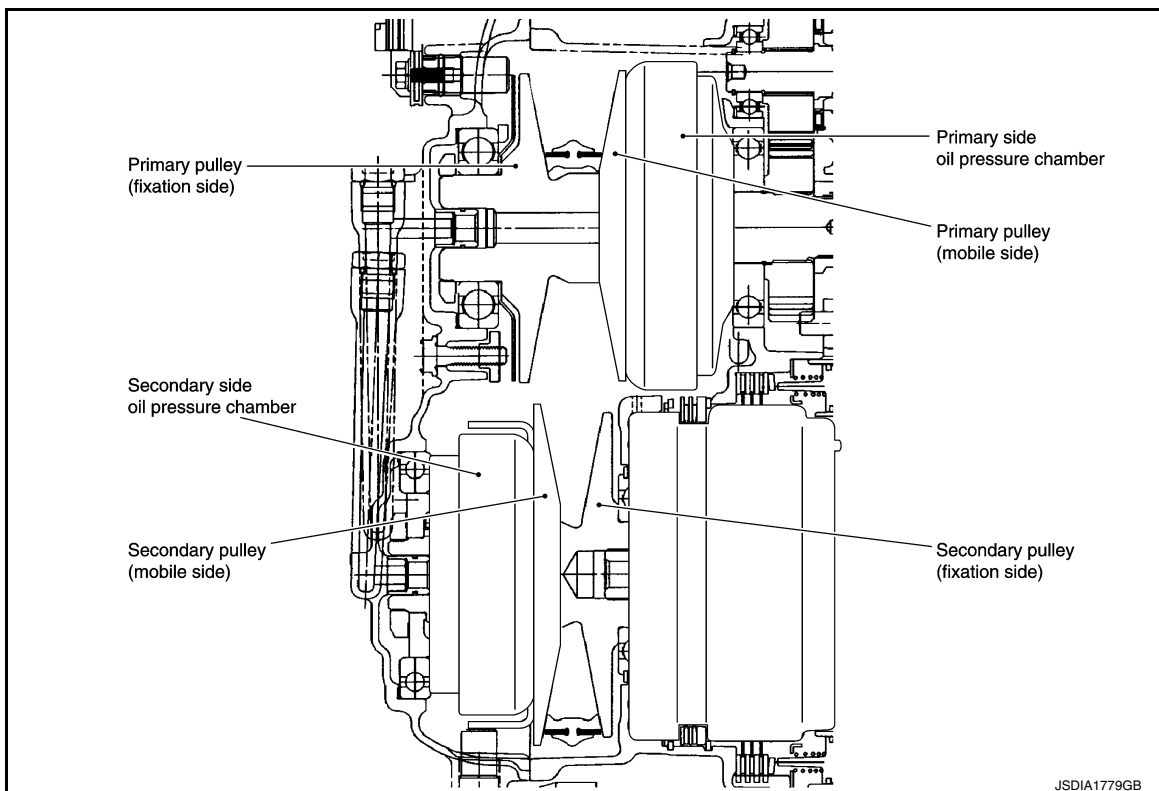 Primary pulley
(fixation side)
Primary side
oil pressure chamber
Primary pulley
(mobile side)
Secondary side
oil pressure chamber
Secondary pulley
(mobile side)
Secondary pulley
(fixation side)
JSDIA1779GB